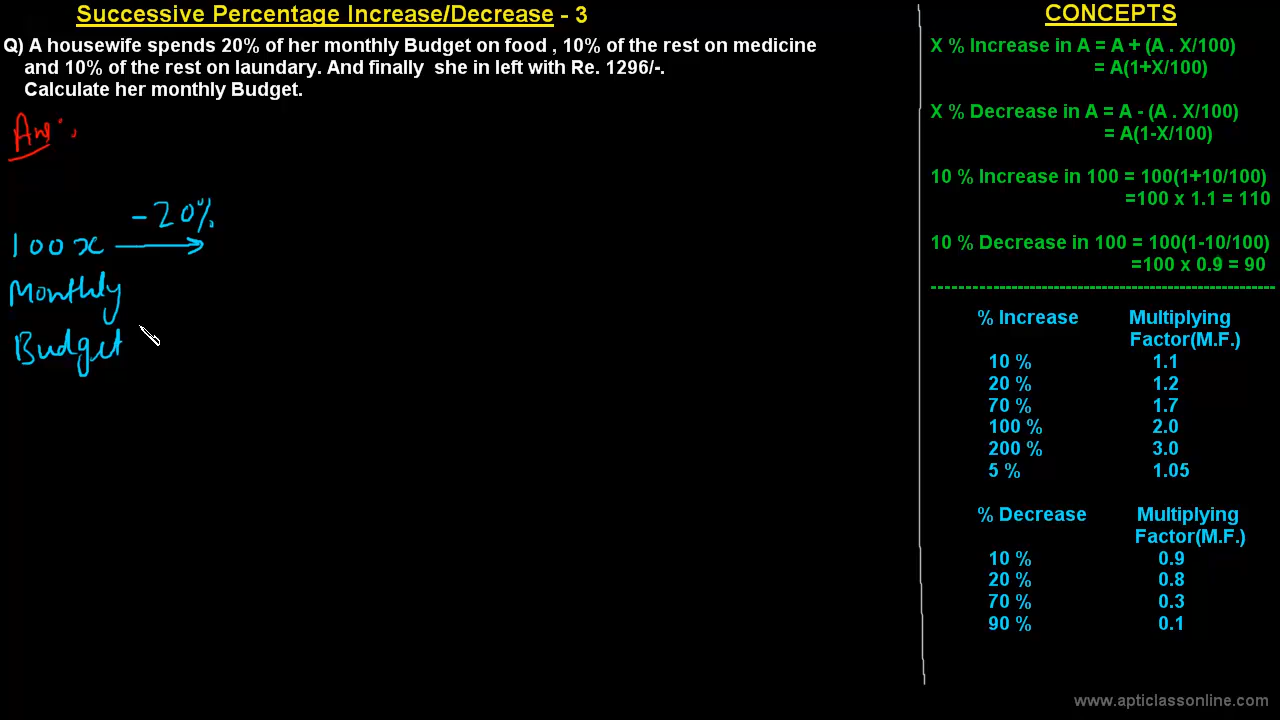 Successive Percentage Increase/Decrease - 3
Q) A housewife spends 20% of her monthly Budget on food , 10% of the rest on medicine
and 10% of the rest on laundary. And finally she in left with Re. 1296/-.
Calculate her monthly Budget.
Ans:
-20%
100x
Monthly
Budget
CONCEPTS
X % Increase in A = A + (A . X/100)
= A(1+X/100)
X % Decrease in A = A - (A . X/100)
= A(1-X/100)
10 % Increase in 100 = 100(1+10/100)
=100 x 1.1 = 110
10 % Decrease in 100 = 100(1-10/100)
=100 x 0.9 = 90
% Increase Multiplying
Factor(M.F.)
10 % 1.1
20 % 1.2
70 % 1.7
100 % 2.0
200 % 3.0
5 % 1.05
% Decrease Multiplying
Factor(M.F.)
10 % 0.9
20 % 0.8
70 % 0.3
90 % 0.1
www.apticlassonline.com